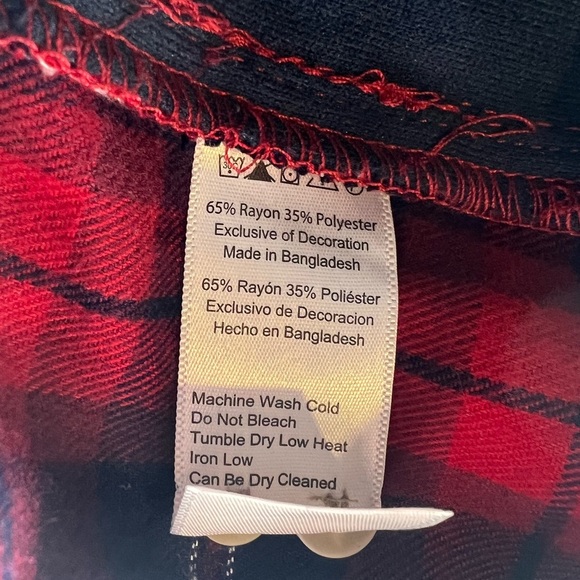 65% Rayon 35% Polyester
Exclusive of Decoration
Made in Bangladesh
65% Rayón 35% Poliéster
Exclusivo de Decoracion
Hecho en Bangladesh
Machine Wash Cold
Do Not Bleach
Tumble Dry Low Heat
Iron Low
Can Be Dry Cleaned